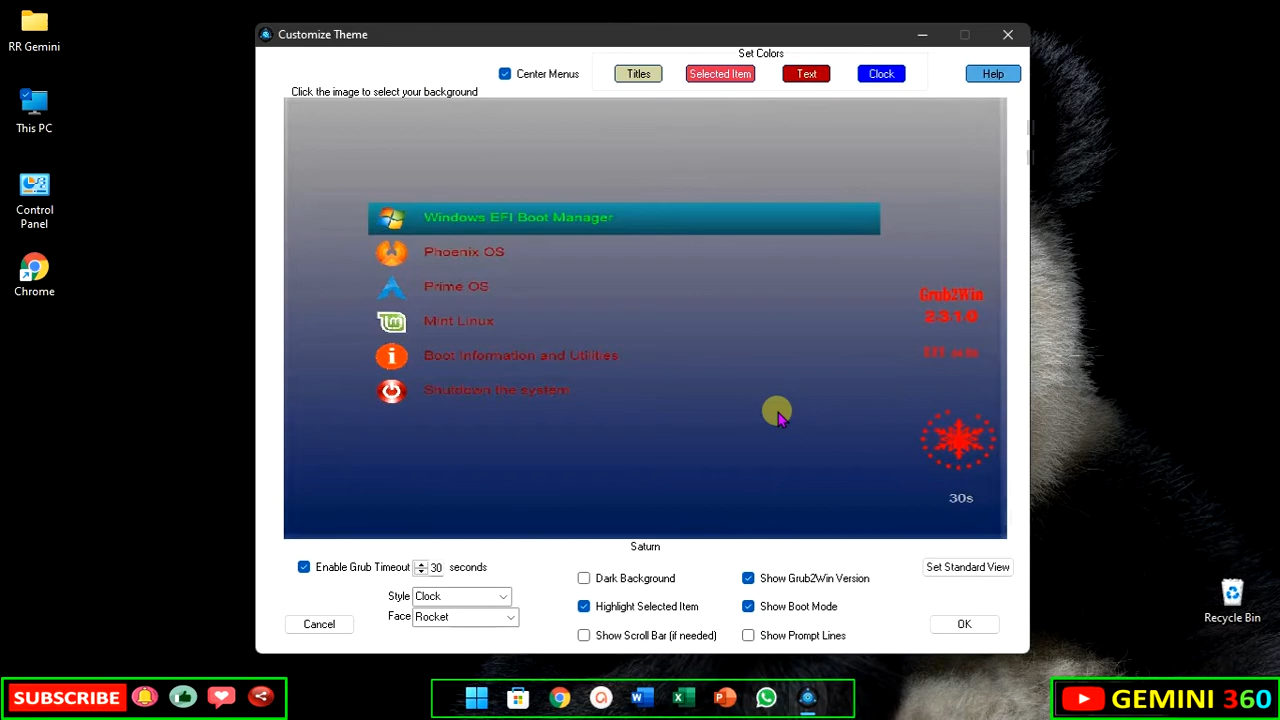 RR Gemini
This PC
Control
Panel
Chrome
Customize Theme
Set Colors
Center Menus
Titles
Selected Item
Text
Clock
Help
Click the image to select your background
Windows EFI Boot Manager
Phoenix OS
Prime OS
Mint Linux
Boot Information and Utilities
Shutdown the system
Grub2Win
2.3.1.0
30s
Saturn
Enable Grub Timeout 30 seconds
Style Clock
Face Rocket
Dark Background
Highlight Selected Item
Show Scroll Bar (if needed)
Show Grub2Win Version
Show Boot Mode
Show Prompt Lines
Set Standard View
Cancel
OK
Recycle Bin
SUBSCRIBE
GEMINI 360